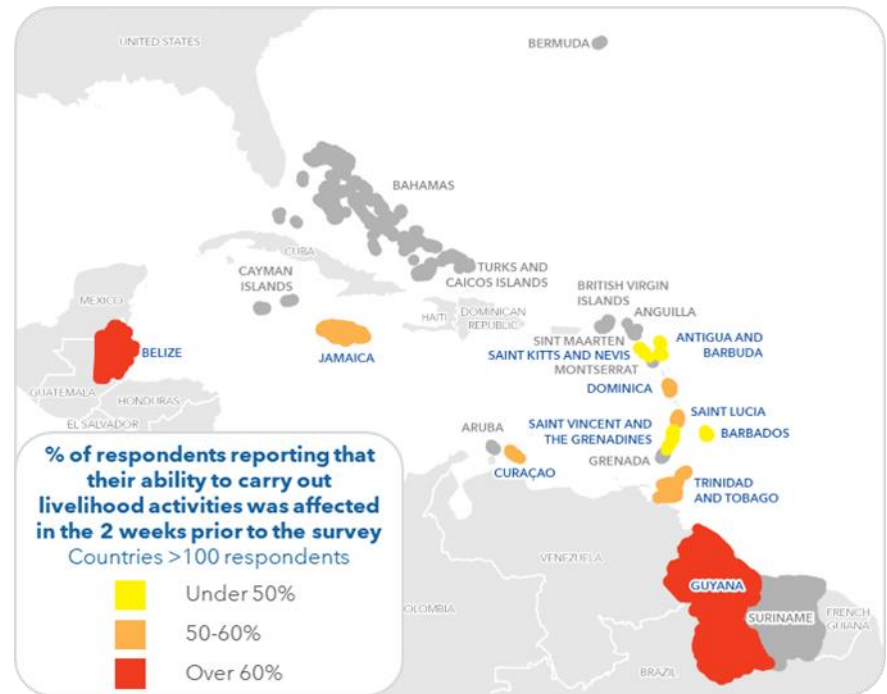 UNITED STATES
BERMUDA
BAHAMAS
CUBA
TURKS AND
CAICOS ISLANDS
CAYMAN
ISLANDS
MEXICO
BELIZE
JAMAICA
HAITI
DOMINICAN
REPUBLIC
BRITISH VIRGIN
ISLANDS
ANGUILLA
SINT MAARTEN
SAINT KITTS AND NEVIS
MONTSERRAT
ANTIGUA AND
BARBUDA
GUATEMALA
HONDURAS
EL SALVADOR
DOMINICA
SAINT LUCIA
SAINT VINCENT AND
THE GRENADINES
BARBADOS
ARUBA
GRENADA
CURAÇAO
TRINIDAD
AND TOBAGO
VENEZUELA
GUYANA
SURINAME
FRENCH
GUIANA
OLOMBIA
BRAZIL
% of respondents reporting that
their ability to carry out
livelihood activities was affected
in the 2 weeks prior to the survey
Countries >100 respondents
Under 50%
50-60%
Over 60%